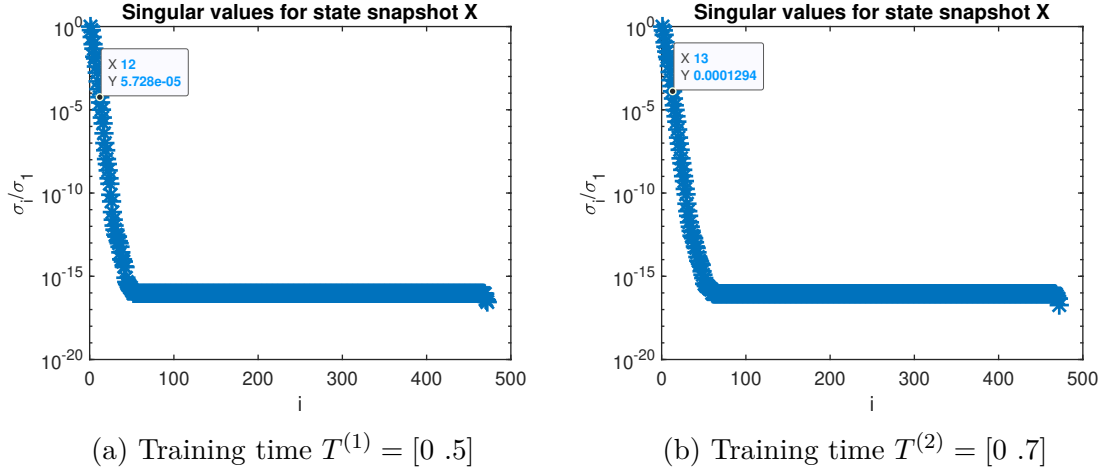 Singular values for state snapshot X
10^0
10^-5
10^-10
10^-15
10^-20
σ_i/σ_1
X 12
Y 5.728e-05
0 100 200 300 400 500
i
(a) Training time T^(1) = [0 .5]
Singular values for state snapshot X
10^0
10^-5
10^-10
10^-15
10^-20
σ_i/σ_1
X 13
Y 0.0001294
0 100 200 300 400 500
i
(b) Training time T^(2) = [0 .7]